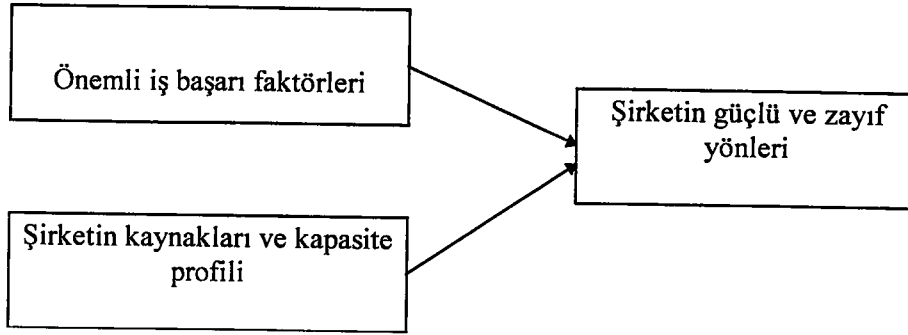 Önemli iş başarı faktörleri
Şirketin kaynakları ve kapasite
profili
Şirketin güçlü ve zayıf
yönleri